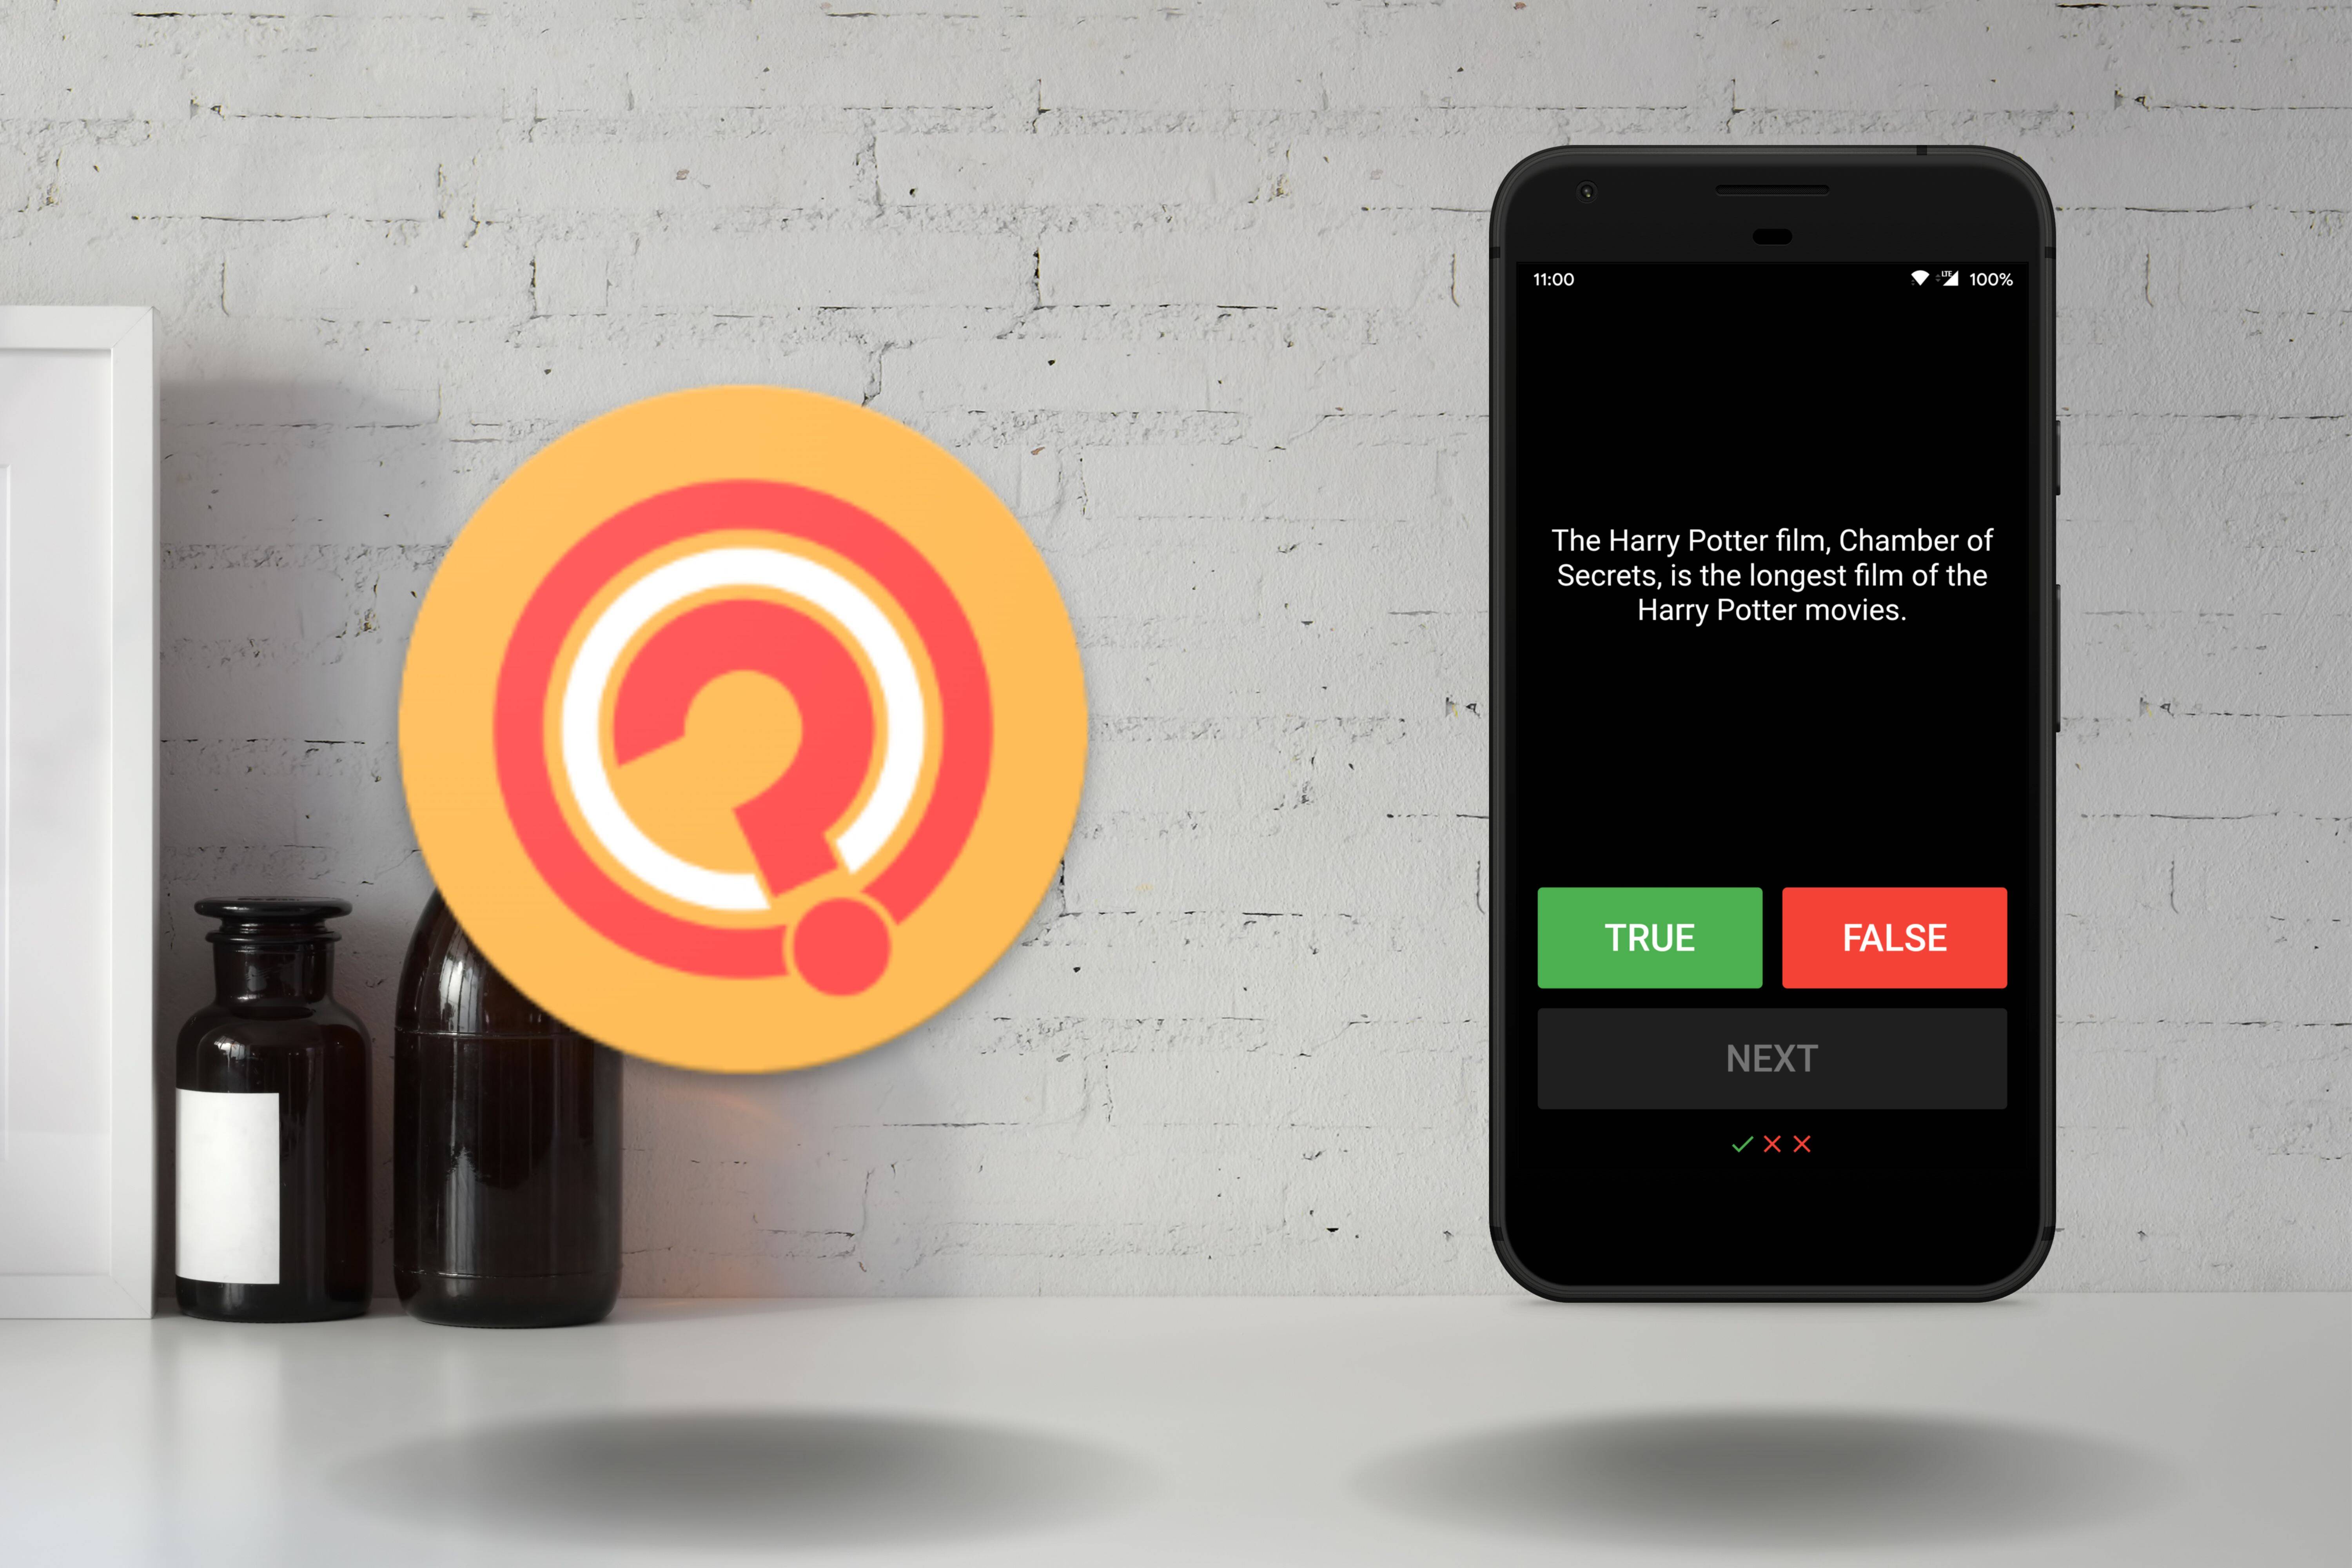 11:00
LTE 100%
The Harry Potter film, Chamber of
Secrets, is the longest film of the
Harry Potter movies.
TRUE FALSE
NEXT